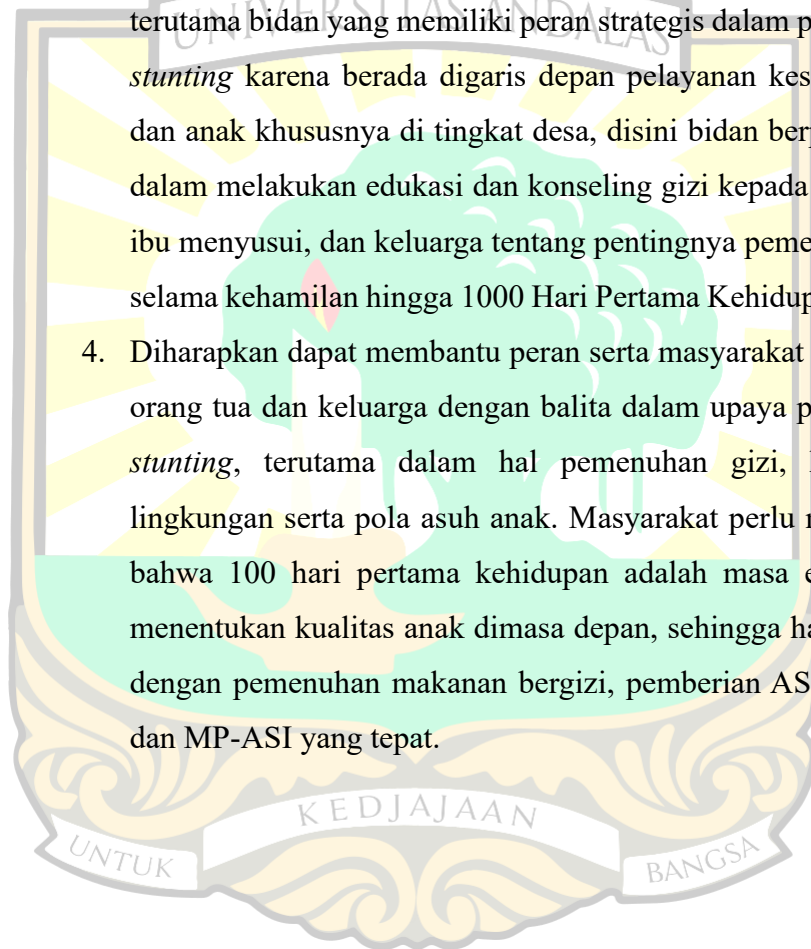 terutama bidan yang memiliki peran strategis dalam p
UNIVERSITAS ANDALAS
stunting karena berada digaris depan pelayanan kes
dan anak khususnya di tingkat desa, disini bidan ber
dalam melakukan edukasi dan konseling gizi kepada
ibu menyusui, dan keluarga tentang pentingnya peme
selama kehamilan hingga 1000 Hari Pertama Kehidup
4. Diharapkan dapat membantu peran serta masyarakat
orang tua dan keluarga dengan balita dalam upaya p
stunting, terutama dalam hal pemenuhan gizi,
lingkungan serta pola asuh anak. Masyarakat perlu
bahwa 100 hari pertama kehidupan adalah masa e
menentukan kualitas anak dimasa depan, sehingga ha
dengan pemenuhan makanan bergizi, pemberian AS
dan MP-ASI yang tepat.
KEDJAJAAN
UNTUK BANGSA